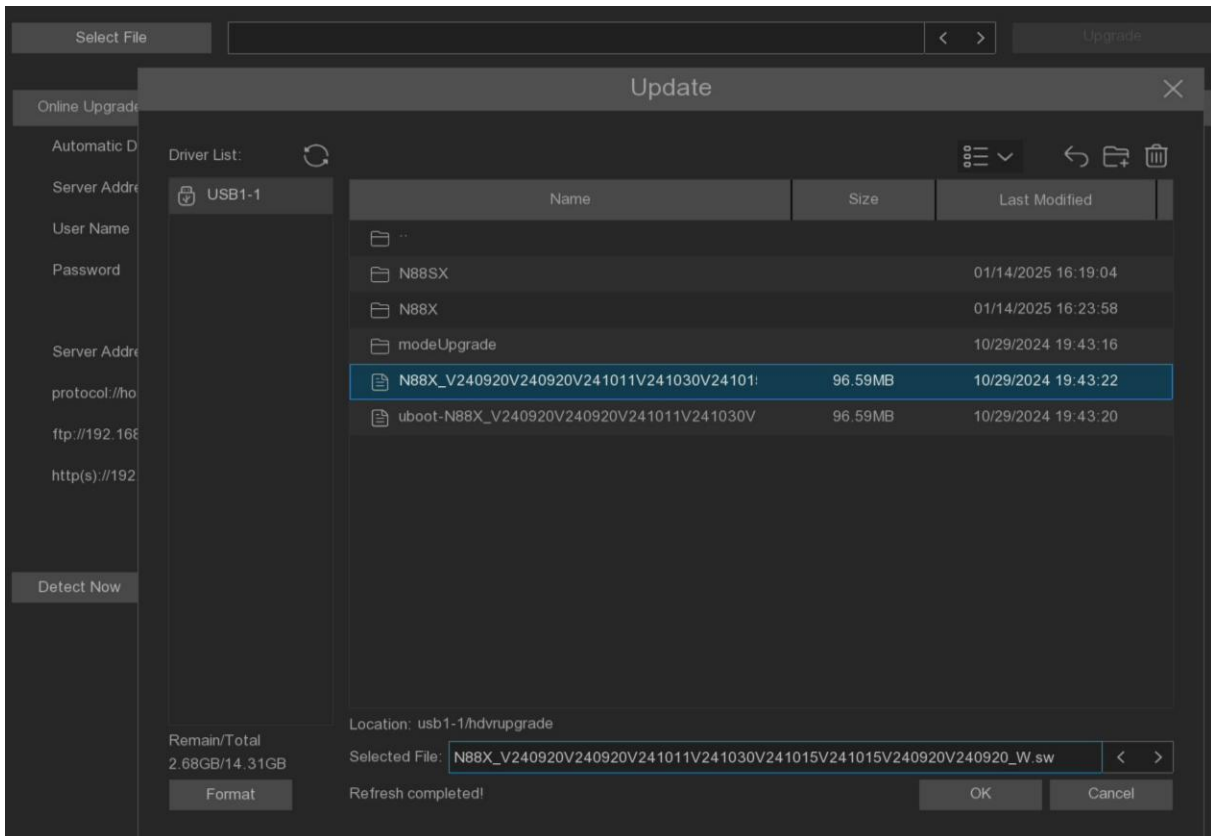 Select File
< >
Upgrade
Update
Online Upgrade
Automatic D
Driver List:
Server Addre
USB1-1
Name Size Last Modified
User Name
..
Password
N88SX 01/14/2025 16:19:04
N88X 01/14/2025 16:23:58
Server Addre
modeUpgrade 10/29/2024 19:43:16
protocol://ho
N88X_V240920V240920V241011V241030V24101 96.59MB 10/29/2024 19:43:22
ftp://192.168
uboot-N88X_V240920V240920V241011V241030V 96.59MB 10/29/2024 19:43:20
http(s)://192
Detect Now
Location: usb1-1/hdvrupgrade
Remain/Total
2.68GB/14.31GB
Selected File: N88X_V240920V240920V241011V241030V241015V241015V240920V240920_W.sw < >
Format
Refresh completed!
OK
Cancel